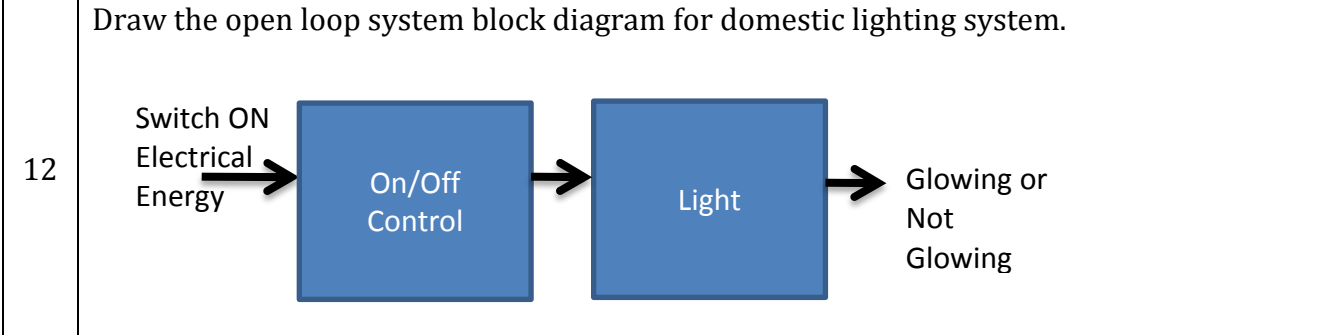 Draw the open loop system block diagram for domestic lighting system.
12
Switch ON
Electrical
Energy
On/Off
Control
Light
Glowing or
Not
Glowing